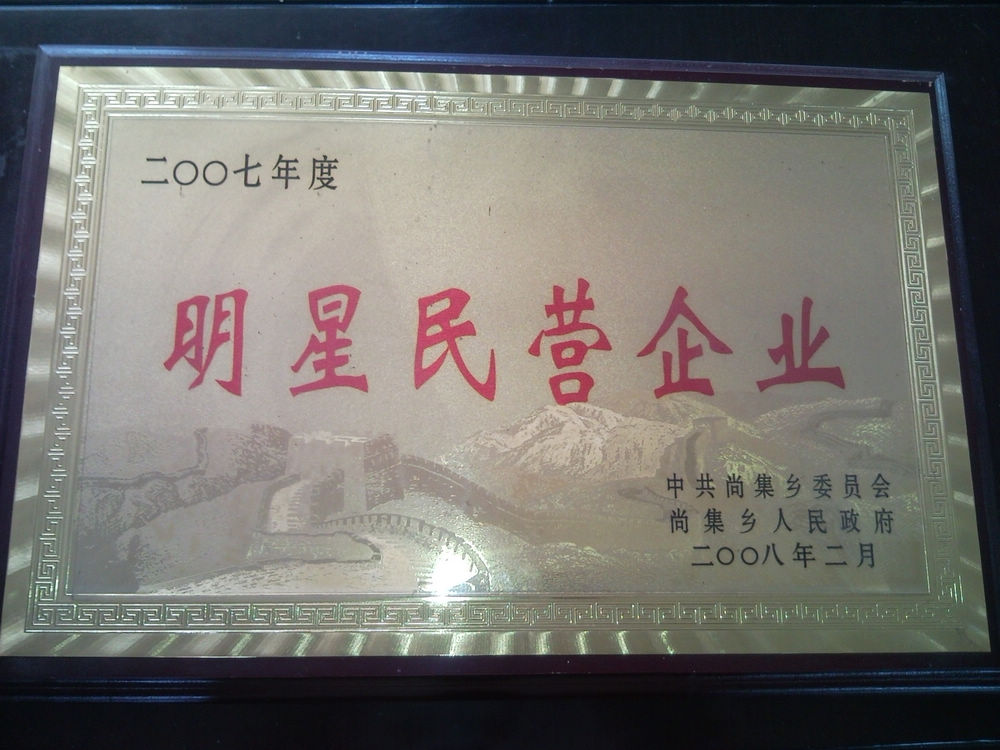 二〇〇七年度
明星民营企业
中共尚集乡委员会
尚集乡人民政府
二〇〇八年二月